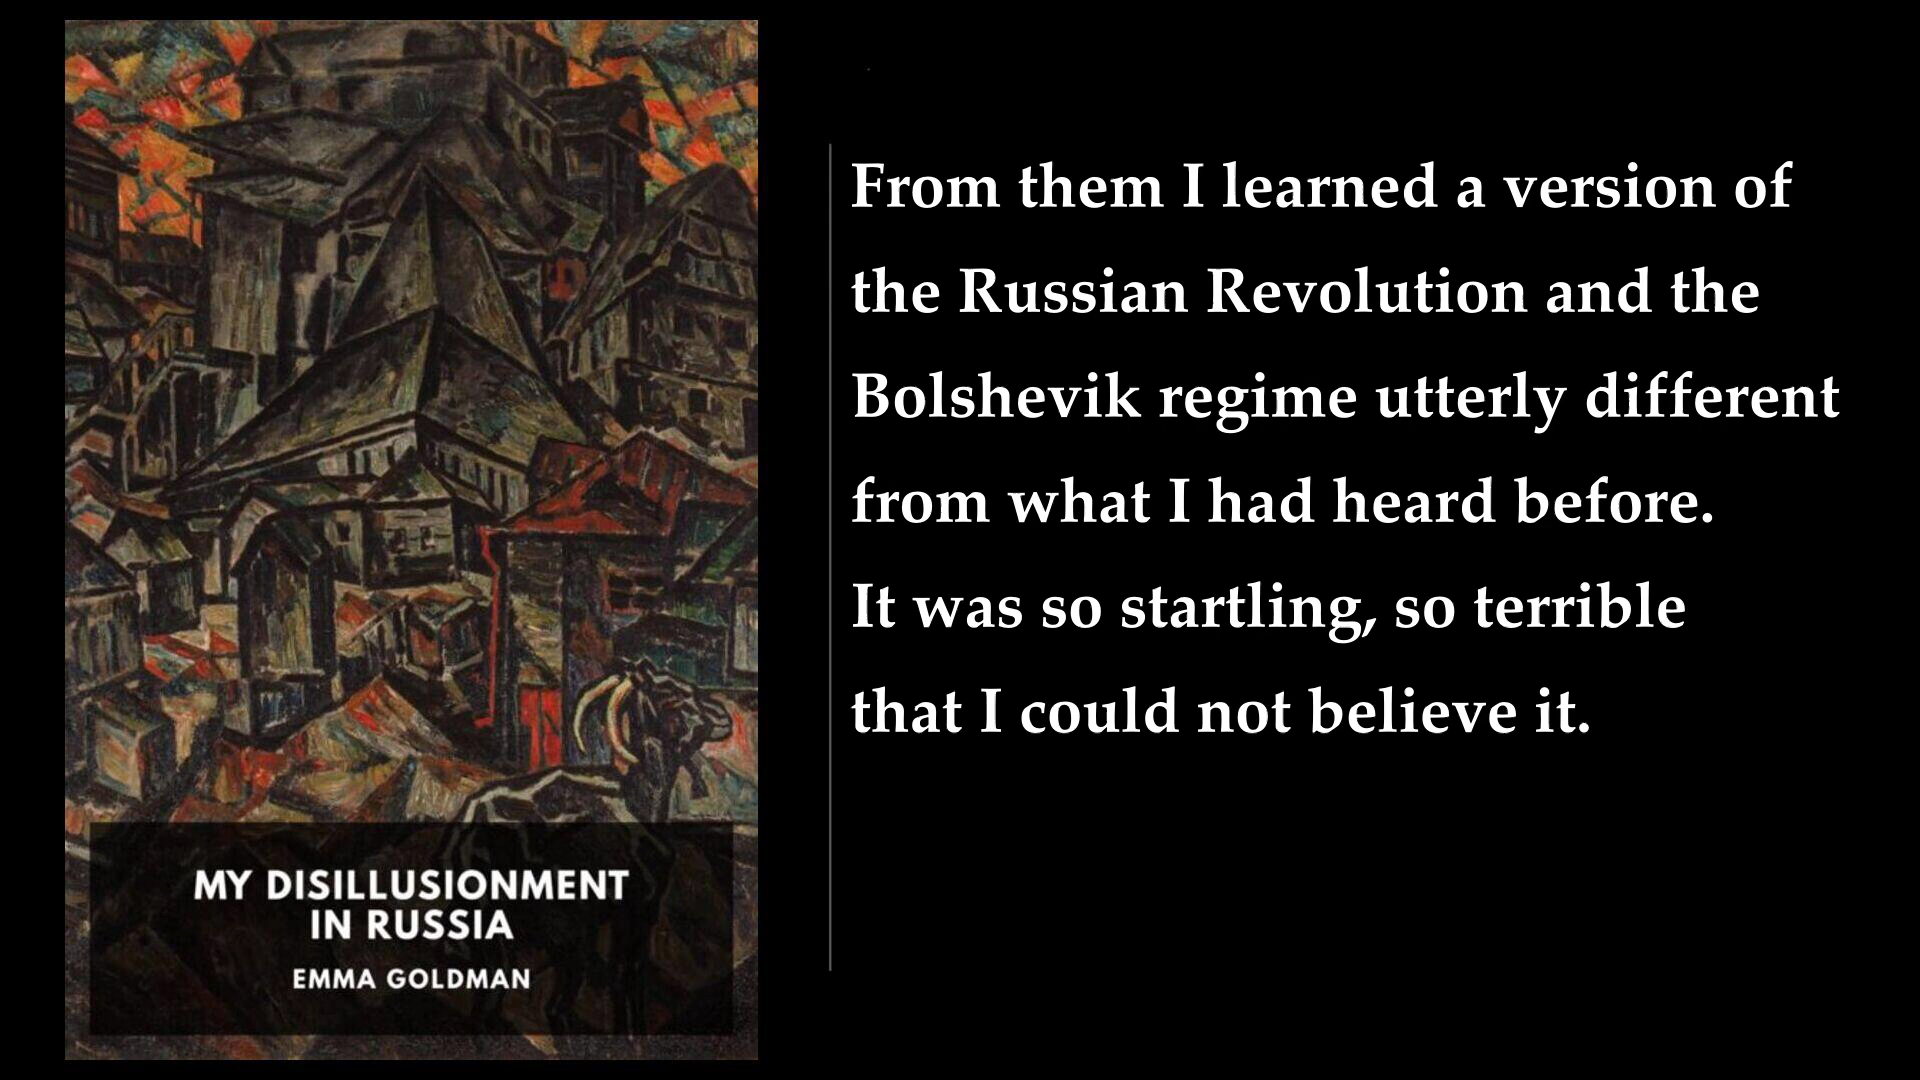 MY DISILLUSIONMENT
IN RUSSIA
EMMA GOLDMAN
From them I learned a version of
the Russian Revolution and the
Bolshevik regime utterly different
from what I had heard before.
It was so startling, so terrible
that I could not believe it.